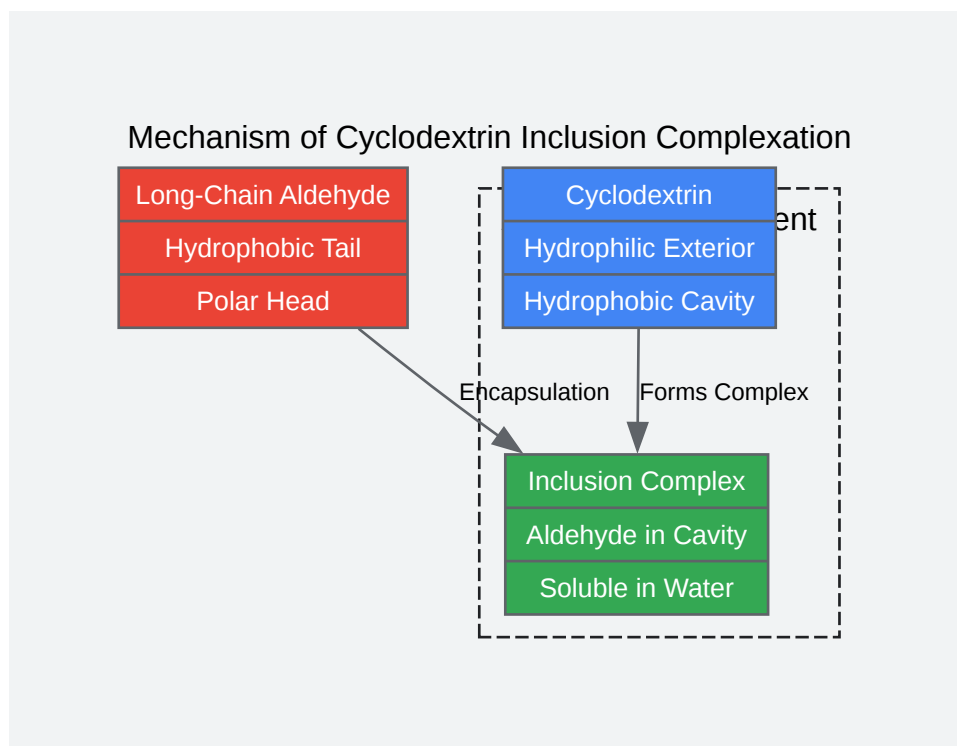 Mechanism of Cyclodextrin Inclusion Complexation
Long-Chain Aldehyde
Hydrophobic Tail
Polar Head
Cyclodextrin
Hydrophilic Exterior
Hydrophobic Cavity
Encapsulation
Forms Complex
Inclusion Complex
Aldehyde in Cavity
Soluble in Water